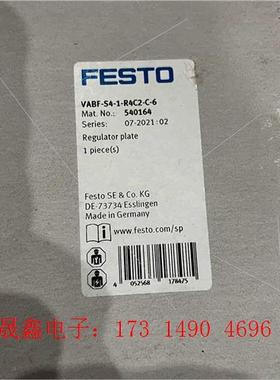 FESTO
VABF-S4-1-R4C2-C-6
Mat. No.: 540164
Series: 07-2021:02
Regulator plate
1 piece(s)
Festo SE & Co. KG
DE-73734 Esslingen
Made in Germany
www.festo.com/sp
4 052568 178475
晟鑫电子：173 1490 4696